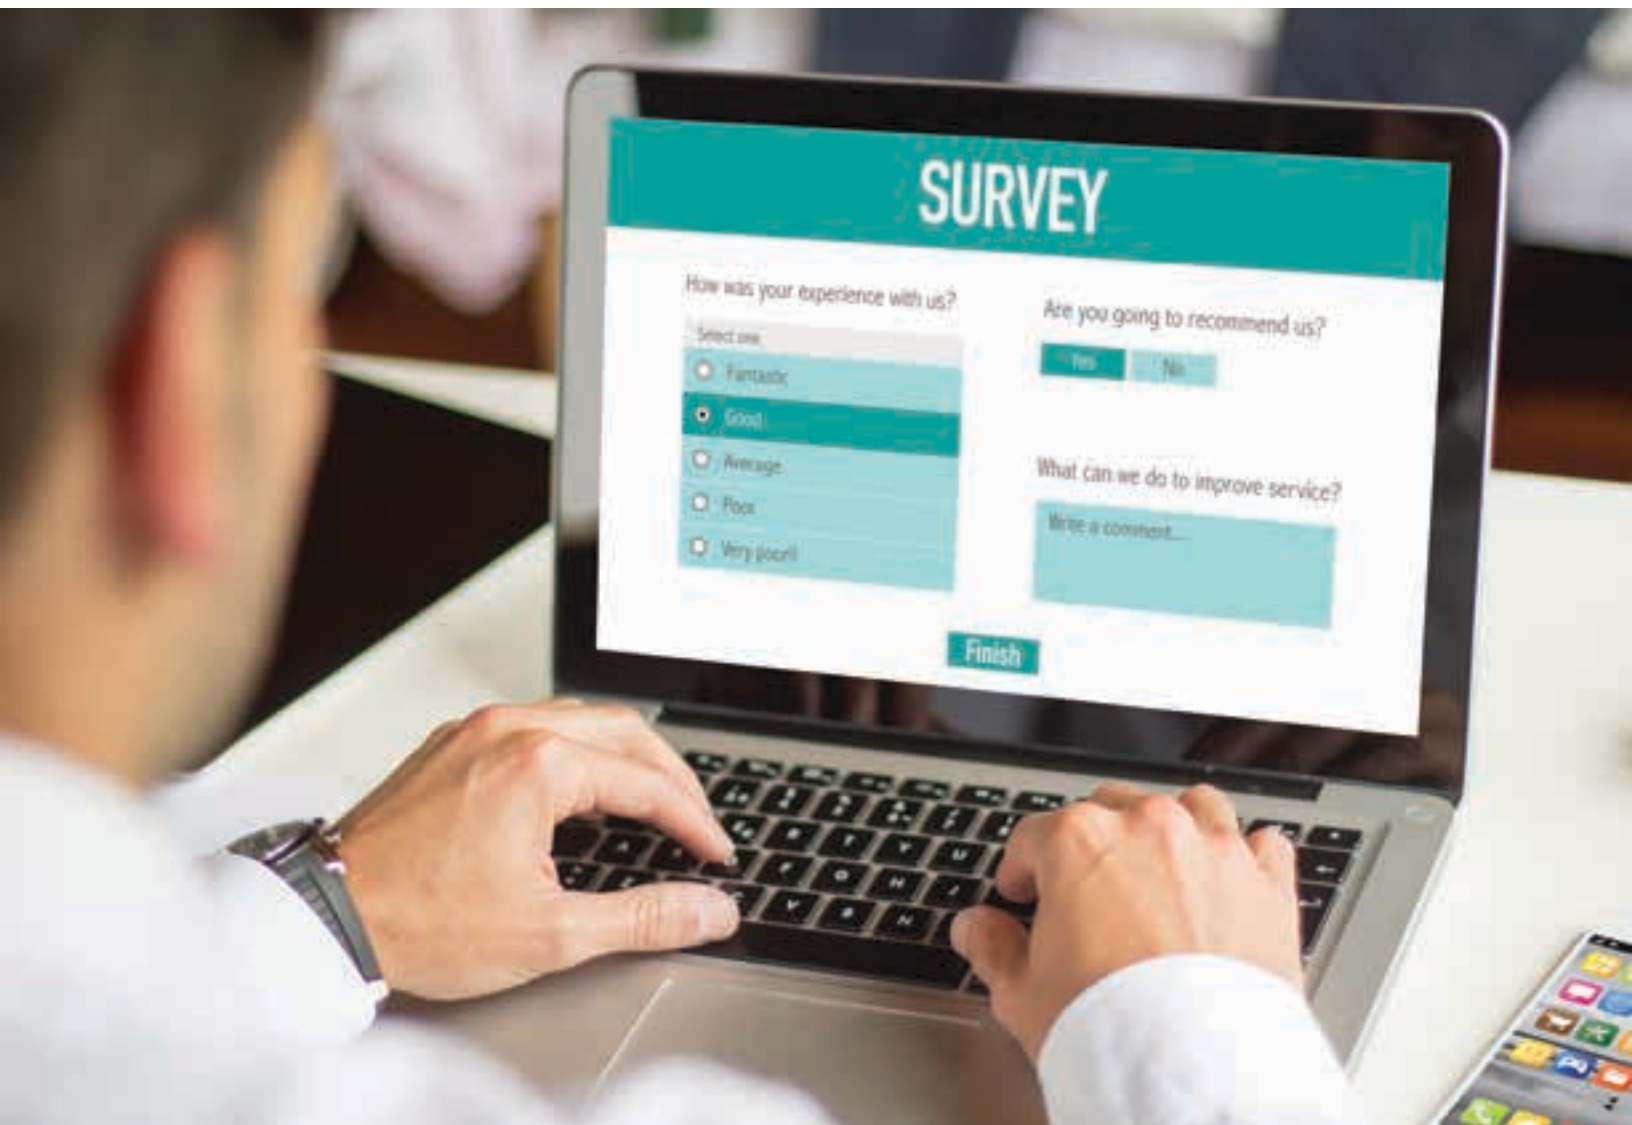 SURVEY
How was your experience with us?
Select one
Fantastic
Good
Average
Poor
Very poor!!
Are you going to recommend us?
Yes
No
What can we do to improve service?
Write a comment...
Finish